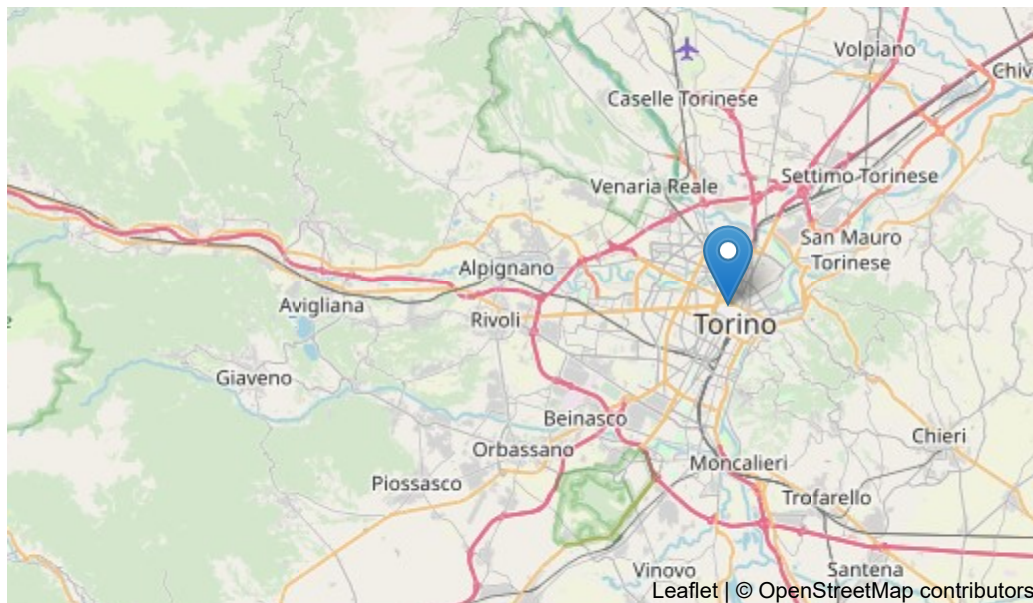 Volpiano
Chiv
Caselle Torinese
Settimo Torinese
Venaria Reale
San Mauro
Torinese
Alpignano
Avigliana
Rivoli
Torino
Giaveno
Beinasco
Chieri
Orbassano
Moncalieri
Piossasco
Trofarello
Vinovo
Santena
Leaflet | © OpenStreetMap contributors